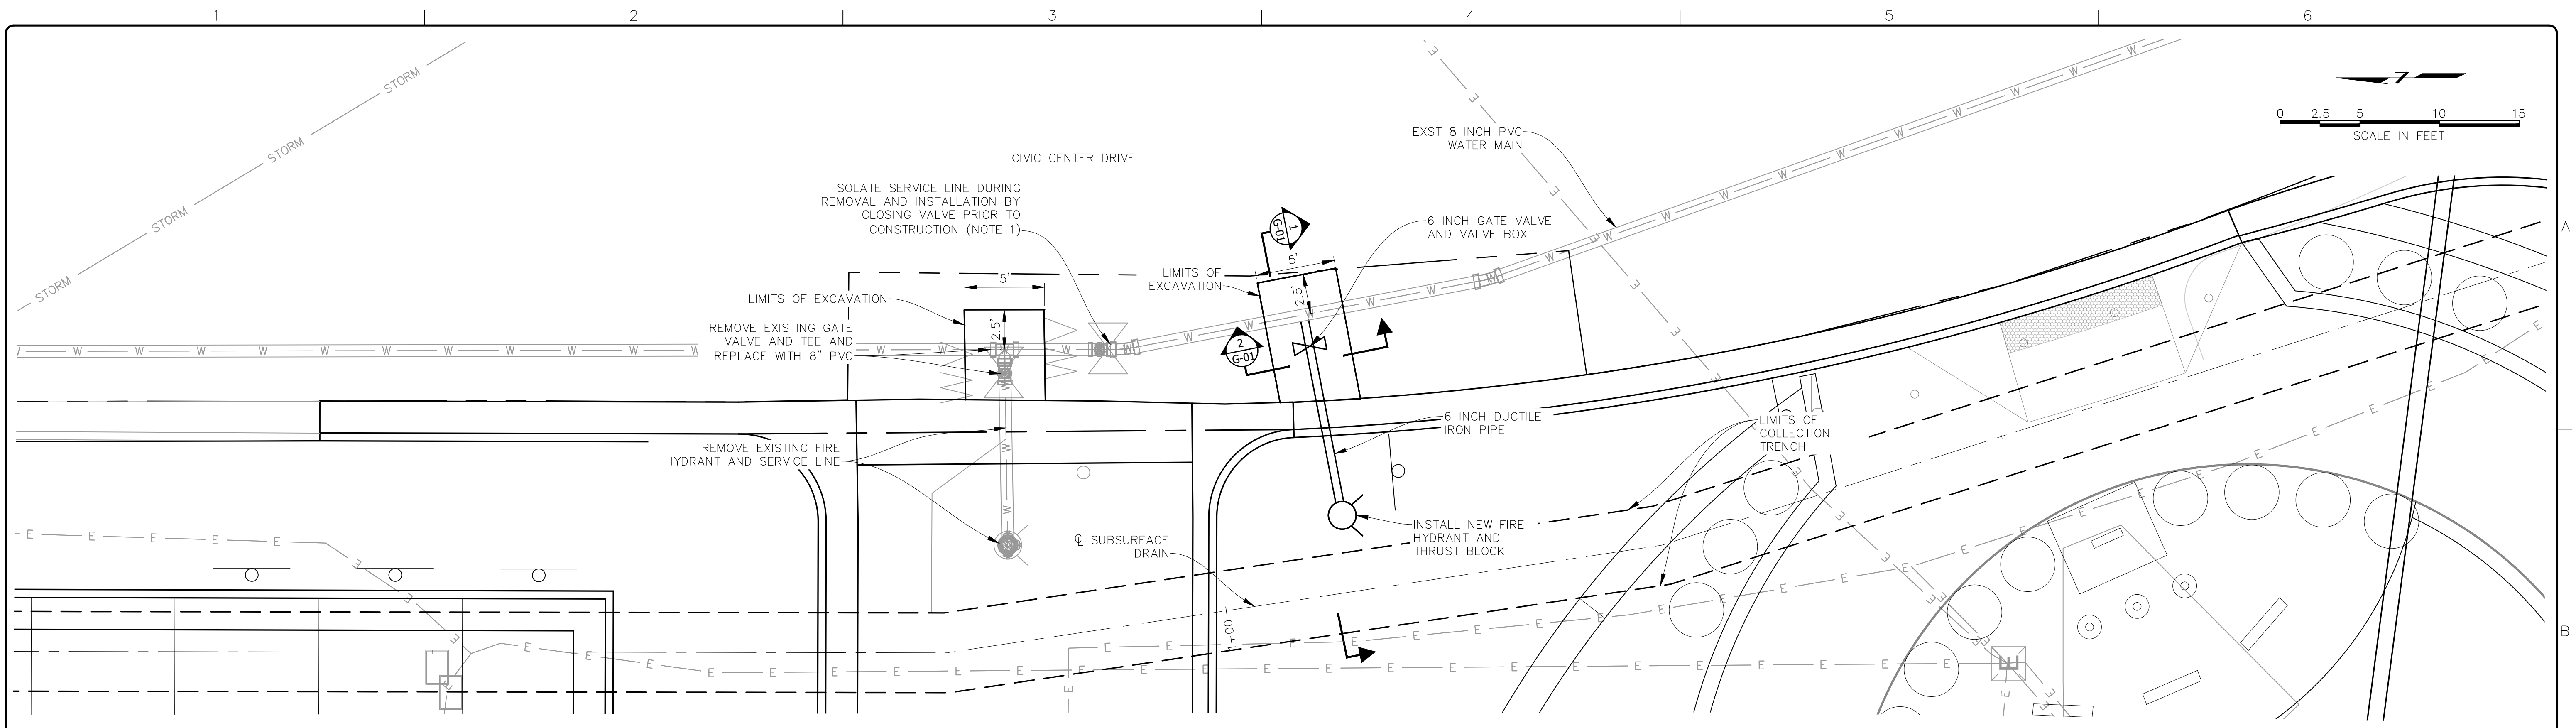 1 2 3 4 5 6
STORM
STORM
STORM
STORM
CIVIC CENTER DRIVE
EXST 8 INCH PVC
WATER MAIN
Z
0 2.5 5 10 15
SCALE IN FEET
ISOLATE SERVICE LINE DURING
REMOVAL AND INSTALLATION BY
CLOSING VALVE PRIOR TO
CONSTRUCTION (NOTE 1)
1
G-01
6 INCH GATE VALVE
AND VALVE BOX
A
LIMITS OF
EXCAVATION
5'
2.5'
5'
2.5'
LIMITS OF EXCAVATION
REMOVE EXISTING GATE
VALVE AND TEE AND
REPLACE WITH 8" PVC
2
G-01
W W W W W W W W W W W W W
REMOVE EXISTING FIRE
HYDRANT AND SERVICE LINE
6 INCH DUCTILE
IRON PIPE
LIMITS OF
COLLECTION
TRENCH
INSTALL NEW FIRE
HYDRANT AND
THRUST BLOCK
℄ SUBSURFACE
DRAIN
1+00
E E E E E E E E E E E E
B